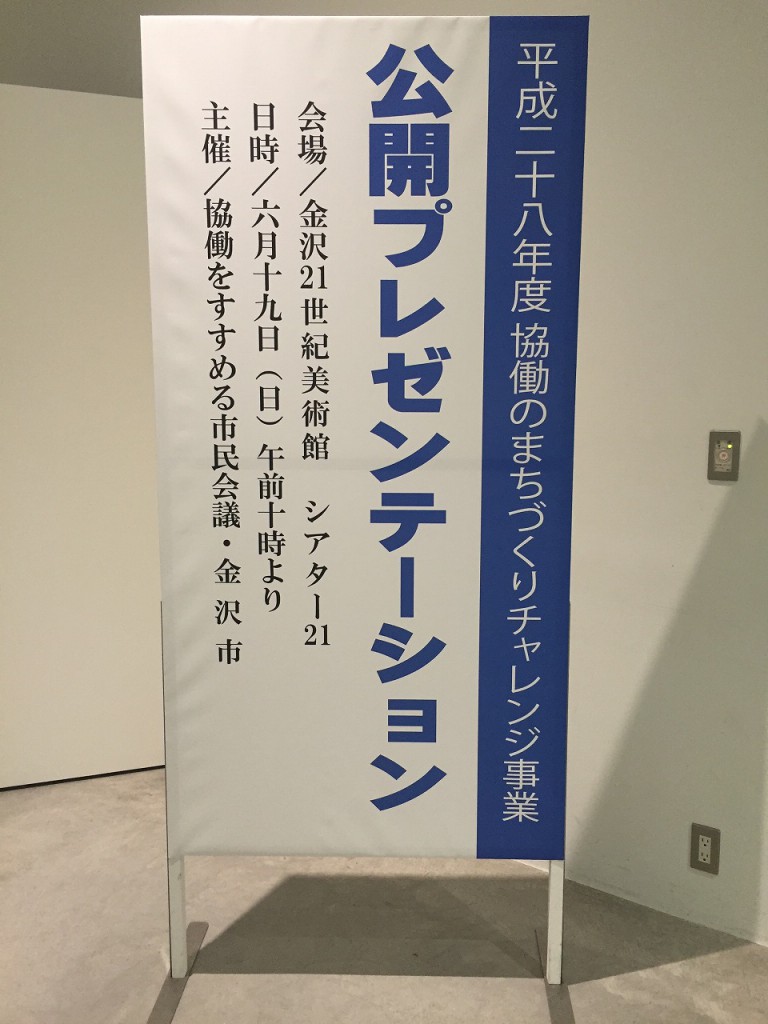 平成二十八年度 協働のまちづくりチャレンジ事業
公開プレゼンテーション
会場／金沢21世紀美術館 シアター21
日時／六月十九日（日）午前十時より
主催／協働をすすめる市民会議・金沢市